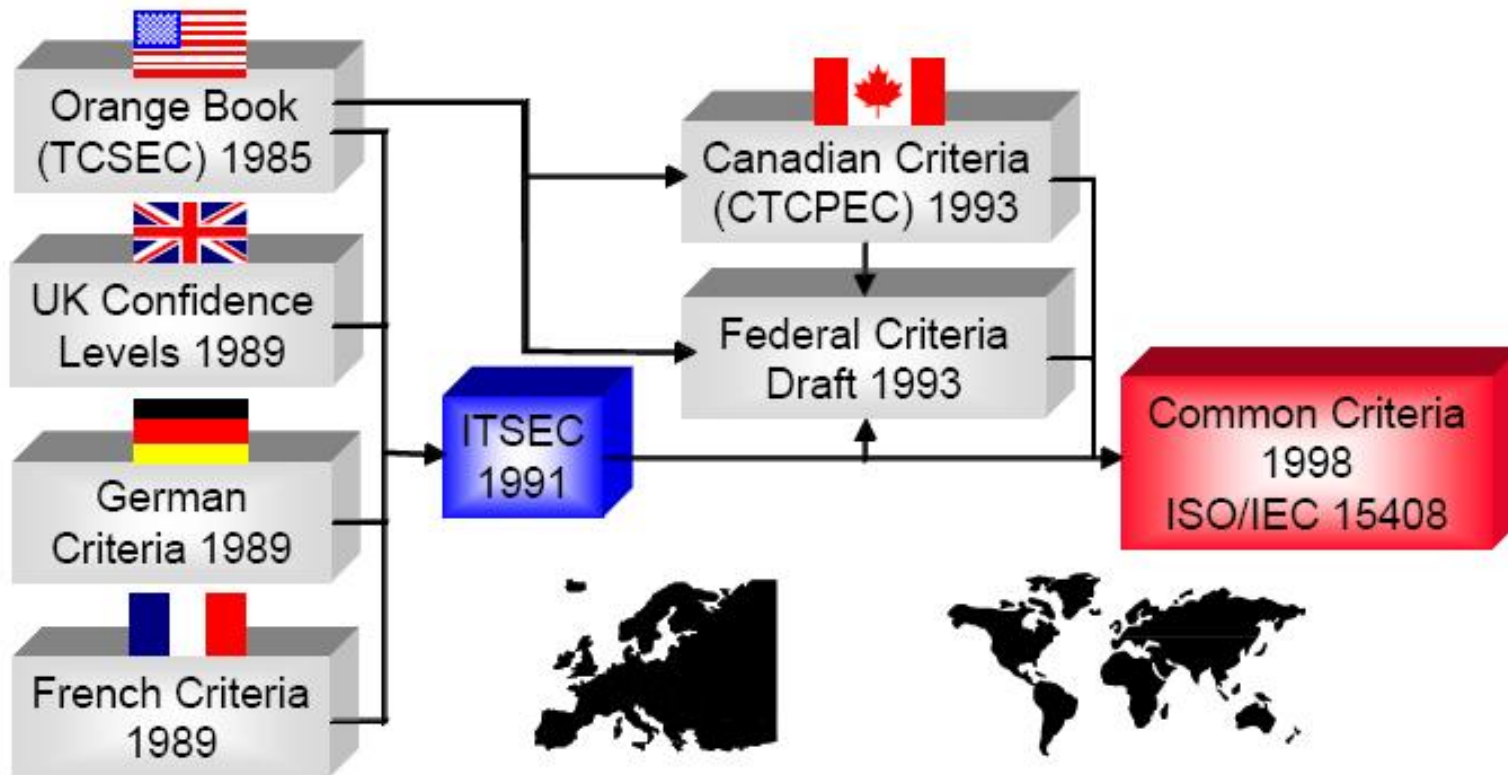 Orange Book
(TCSEC) 1985
UK Confidence
Levels 1989
German
Criteria 1989
French Criteria
1989
ITSEC
1991
Canadian Criteria
(CTCPEC) 1993
Federal Criteria
Draft 1993
Common Criteria
1998
ISO/IEC 15408